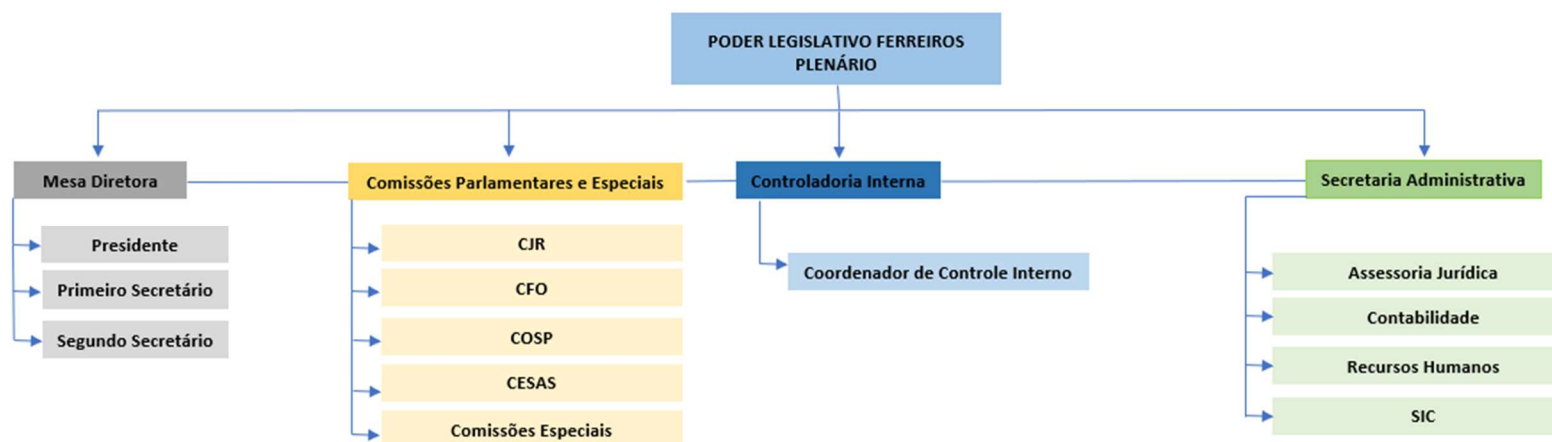 PODER LEGISLATIVO FERREIROS
PLENÁRIO
Mesa Diretora
Presidente
Primeiro Secretário
Segundo Secretário
Comissões Parlamentares e Especiais
CJR
CFO
COSP
CESAS
Comissões Especiais
Controladoria Interna
Coordenador de Controle Interno
Secretaria Administrativa
Assessoria Jurídica
Contabilidade
Recursos Humanos
SIC